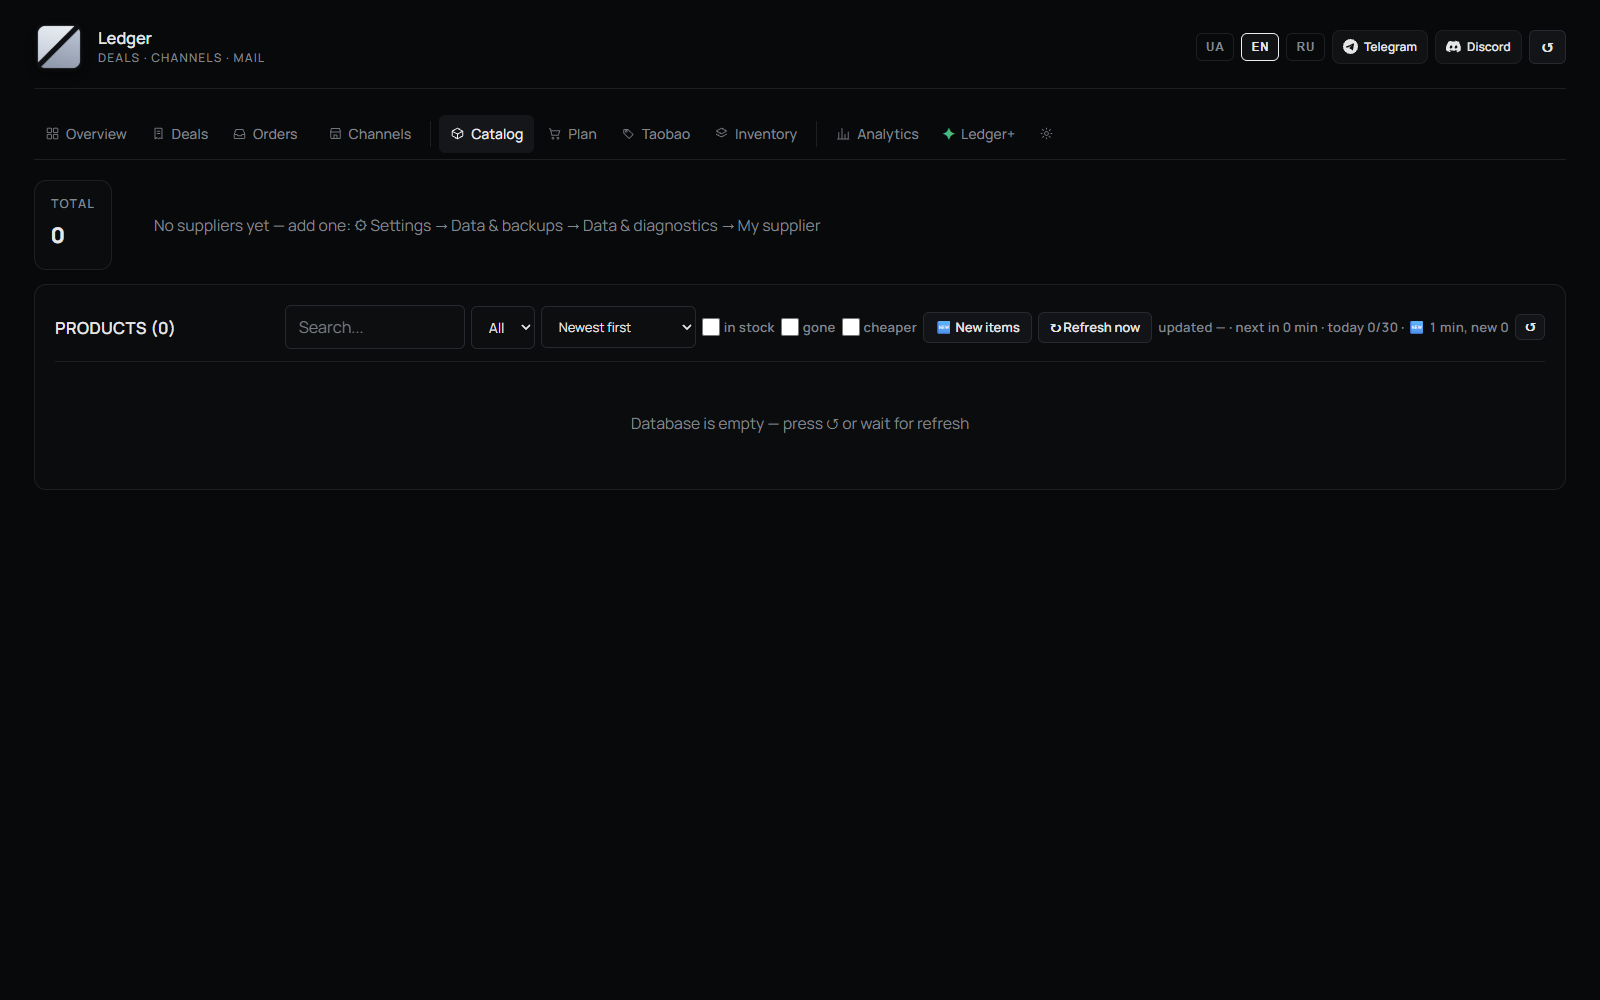 Ledger
DEALS · CHANNELS · MAIL
UA EN RU Telegram Discord ↺
Overview Deals Orders Channels Catalog Plan Taobao Inventory Analytics Ledger+
TOTAL
0
No suppliers yet — add one: ⚙ Settings → Data & backups → Data & diagnostics → My supplier
PRODUCTS (0) Search... All Newest first in stock gone cheaper 🆕 New items ↻ Refresh now updated — · next in 0 min · today 0/30 · 🆕 1 min, new 0 ↺
Database is empty — press ↺ or wait for refresh